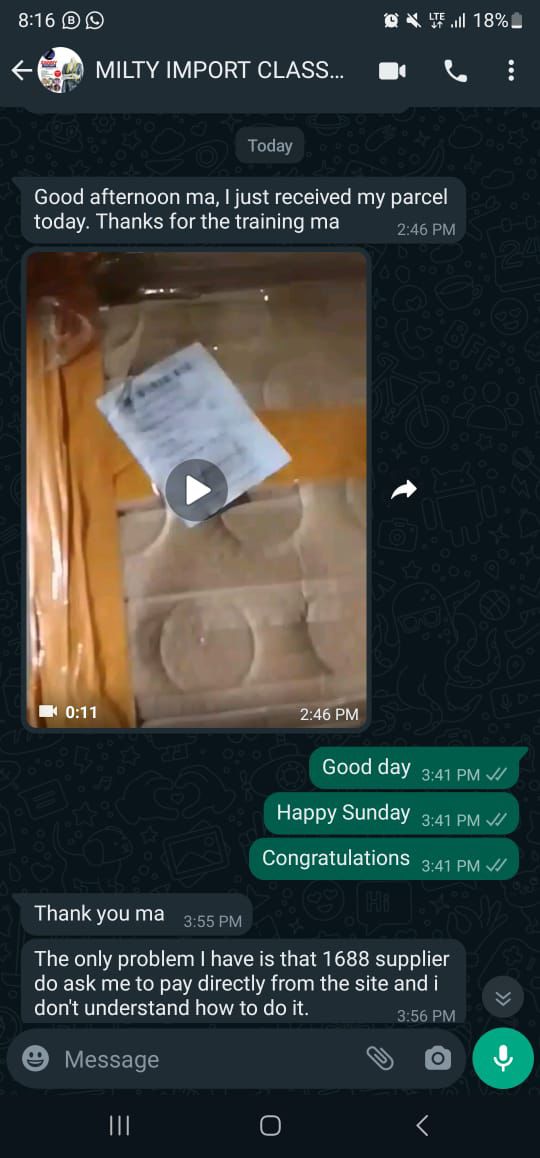 8:16
LTE
18%
MILTY IMPORT CLASS...
Today
Good afternoon ma, I just received my parcel
today. Thanks for the training ma
2:46 PM
0:11
2:46 PM
Good day 3:41 PM
Happy Sunday 3:41 PM
Congratulations 3:41 PM
Thank you ma 3:55 PM
The only problem I have is that 1688 supplier
do ask me to pay directly from the site and i
don't understand how to do it.
3:56 PM
Message